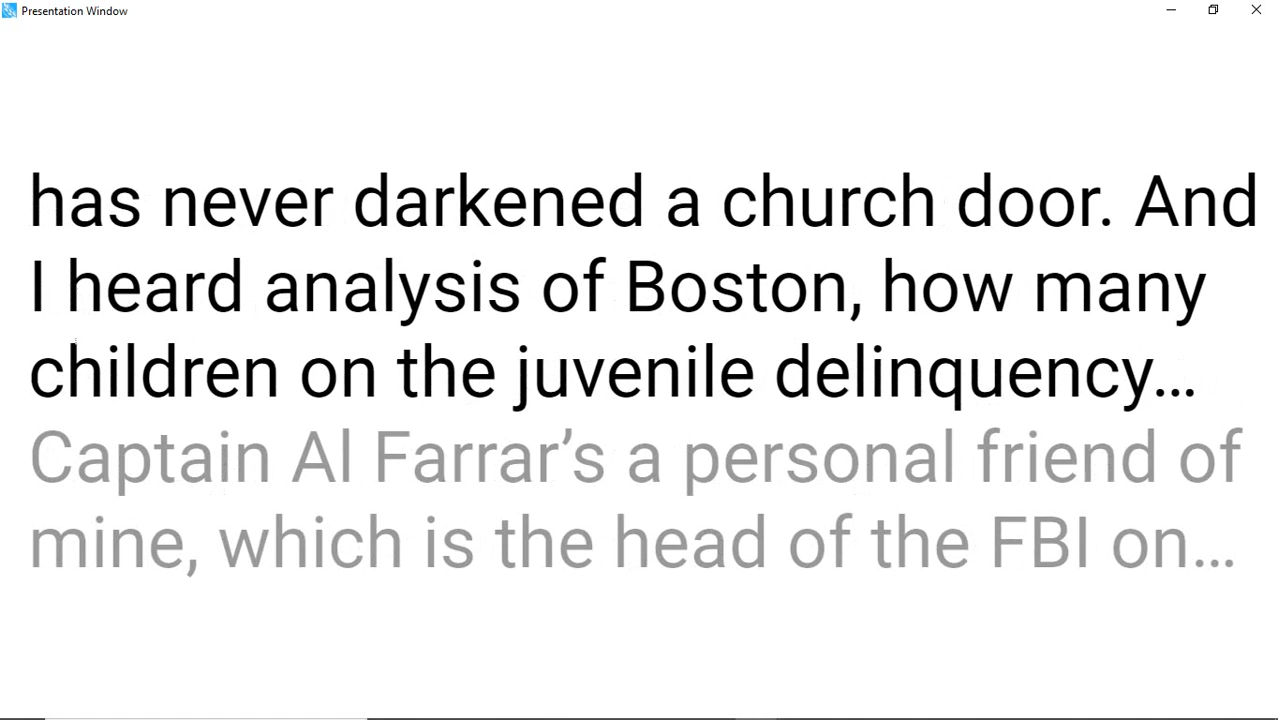 Presentation Window
has never darkened a church door. And
I heard analysis of Boston, how many
children on the juvenile delinquency…
Captain Al Farrar’s a personal friend of
mine, which is the head of the FBI on…